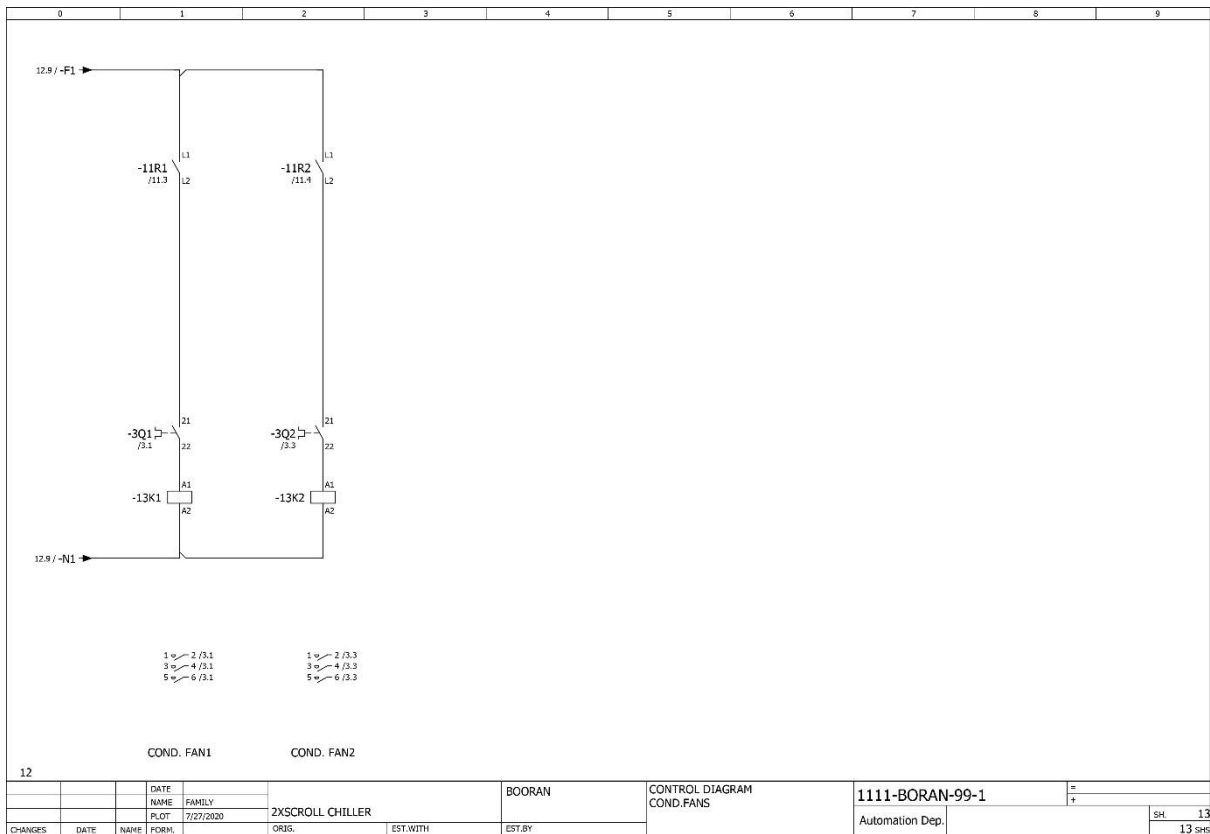 0 1 2 3 4 5 6 7 8 9
12.9 / -F1
L1 L1
-11R1 -11R2
/11.3 L2 /11.4 L2
21 21
-3Q1 -3Q2
/3.1 22 /3.3 22
A1 A1
-13K1 -13K2
A2 A2
12.9 / -N1
1 2 /3.1 1 2 /3.3
3 4 /3.1 3 4 /3.3
5 6 /3.1 5 6 /3.3
COND. FAN1 COND. FAN2
12
DATE BOORAN CONTROL DIAGRAM 1111-BORAN-99-1 =
NAME FAMILY COND.FANS +
PLOT 7/27/2020 2XSCROLL CHILLER Automation Dep. SH. 13
CHANGES DATE NAME FORM. ORIG. EST.WITH EST.BY 13 SHS